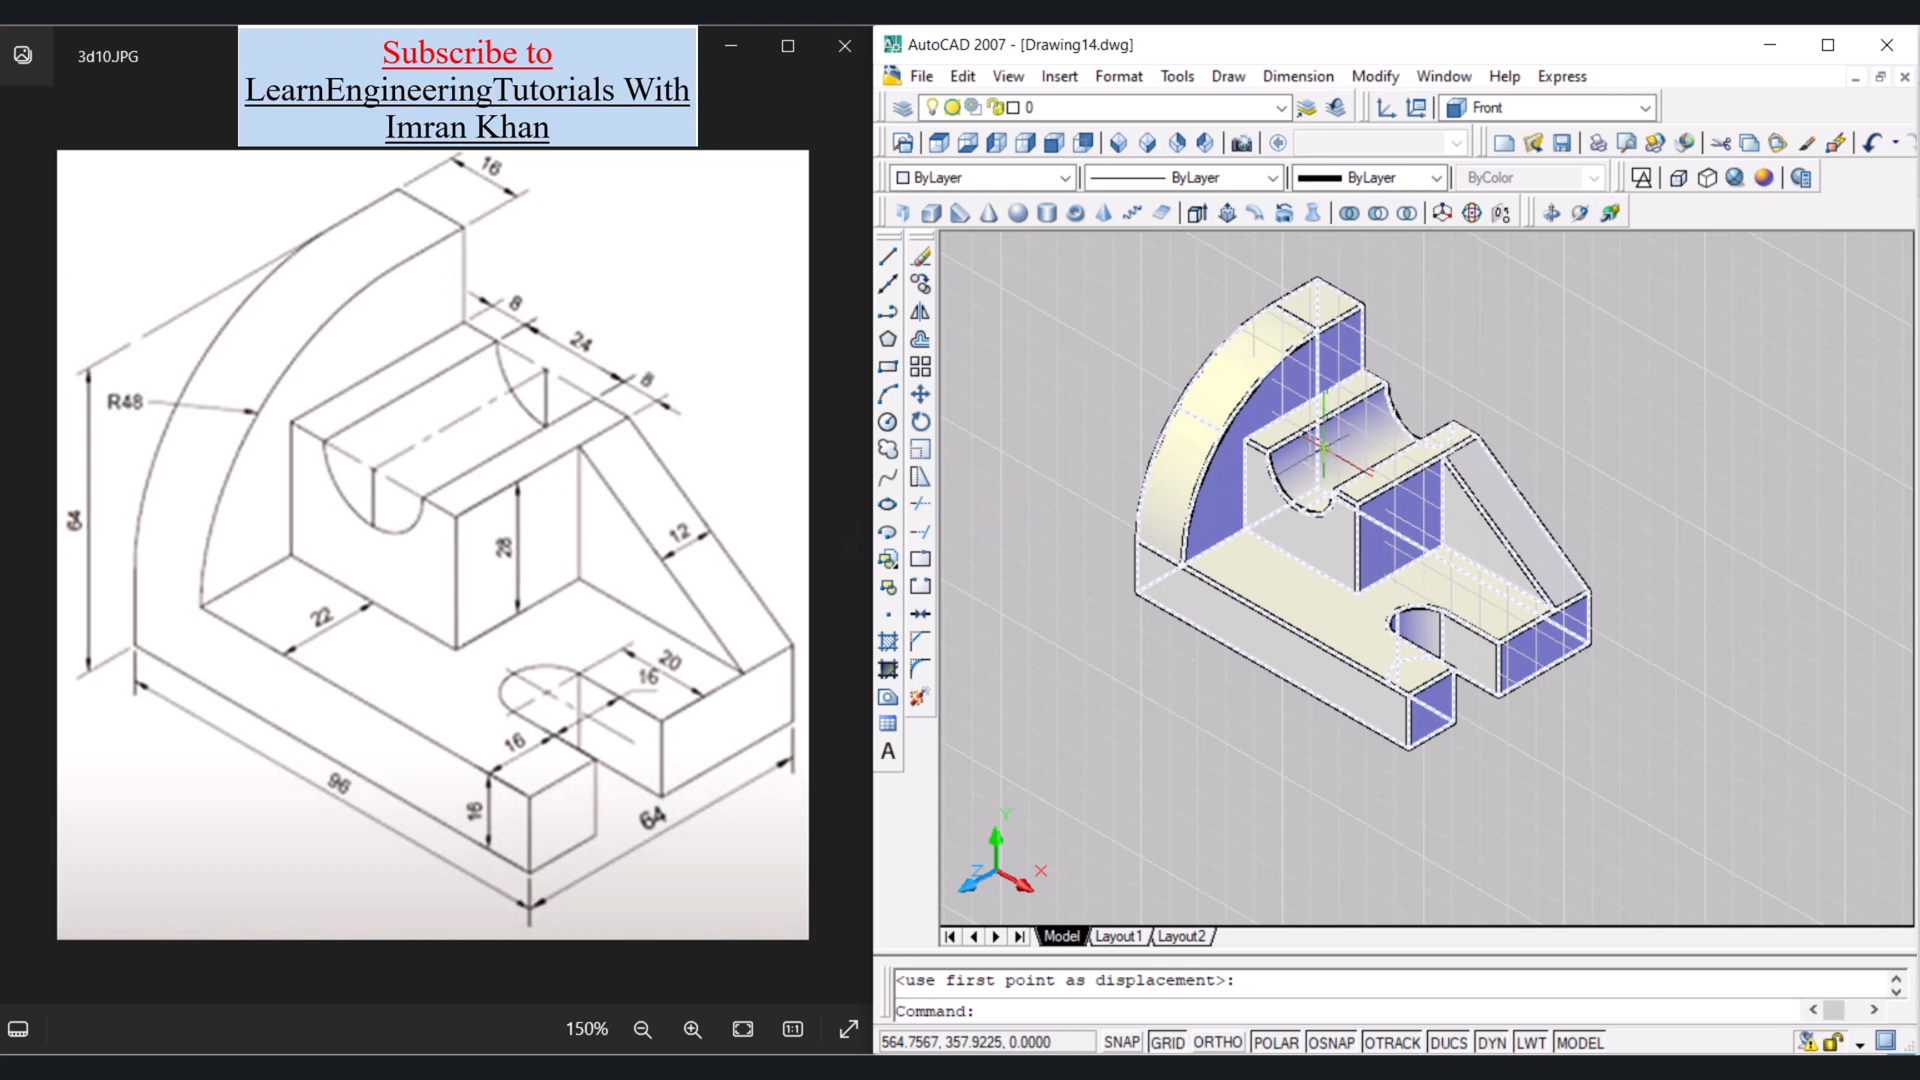 3d10.JPG
Subscribe to
LearnEngineeringTutorials With
Imran Khan
16
8
24
8
R48
64
12
28
22
20
16
16
96
16
64
150%
1:1
AutoCAD 2007 - [Drawing14.dwg]
File Edit View Insert Format Tools Draw Dimension Modify Window Help Express
0
Front
ByLayer
ByLayer
ByLayer
ByColor
A
X
Y
Z
Model Layout1 Layout2
<use first point as displacement>:
Command:
564.7567, 357.9225, 0.0000
SNAP GRID ORTHO POLAR OSNAP OTRACK DUCS DYN LWT MODEL